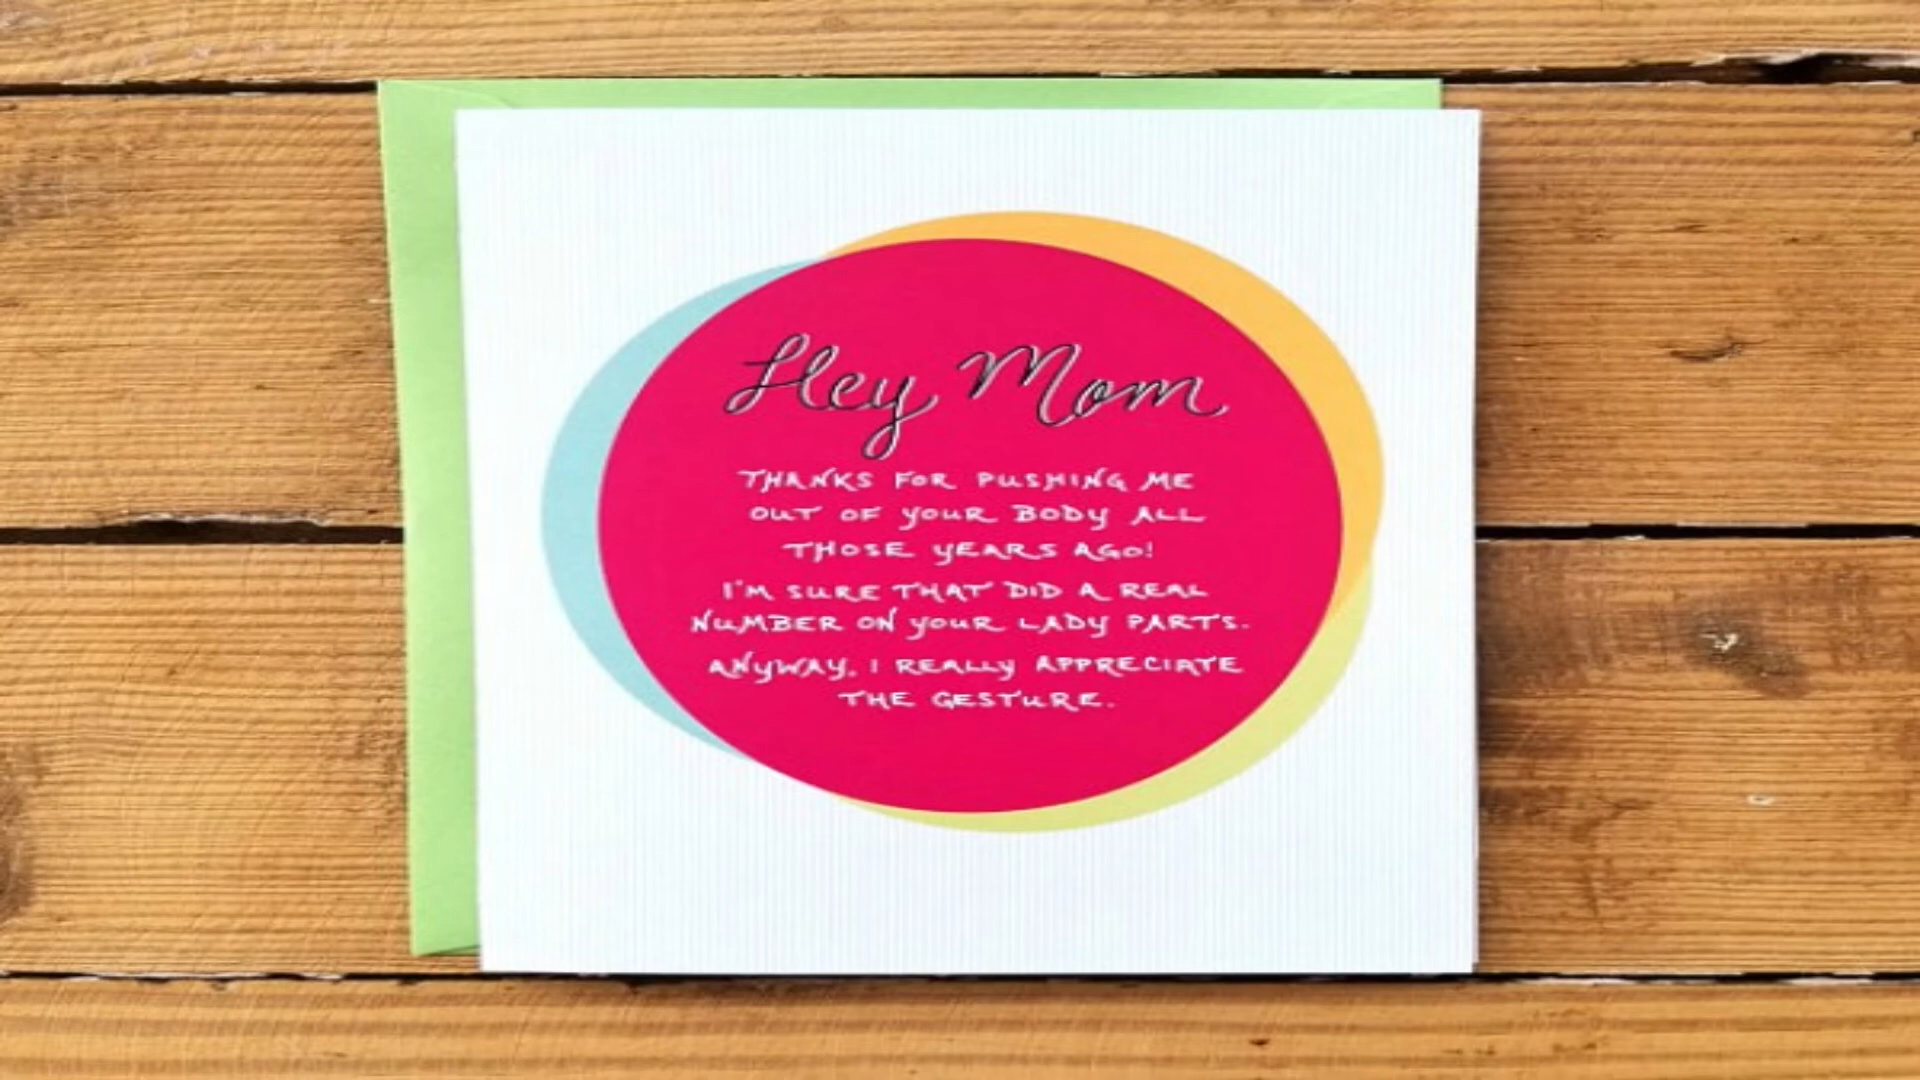 Hey Mom
THANKS FOR PUSHING ME
OUT OF YOUR BODY ALL
THOSE YEARS AGO!
I'M SURE THAT DID A REAL
NUMBER ON YOUR LADY PARTS.
ANYWAY, I REALLY APPRECIATE
THE GESTURE.